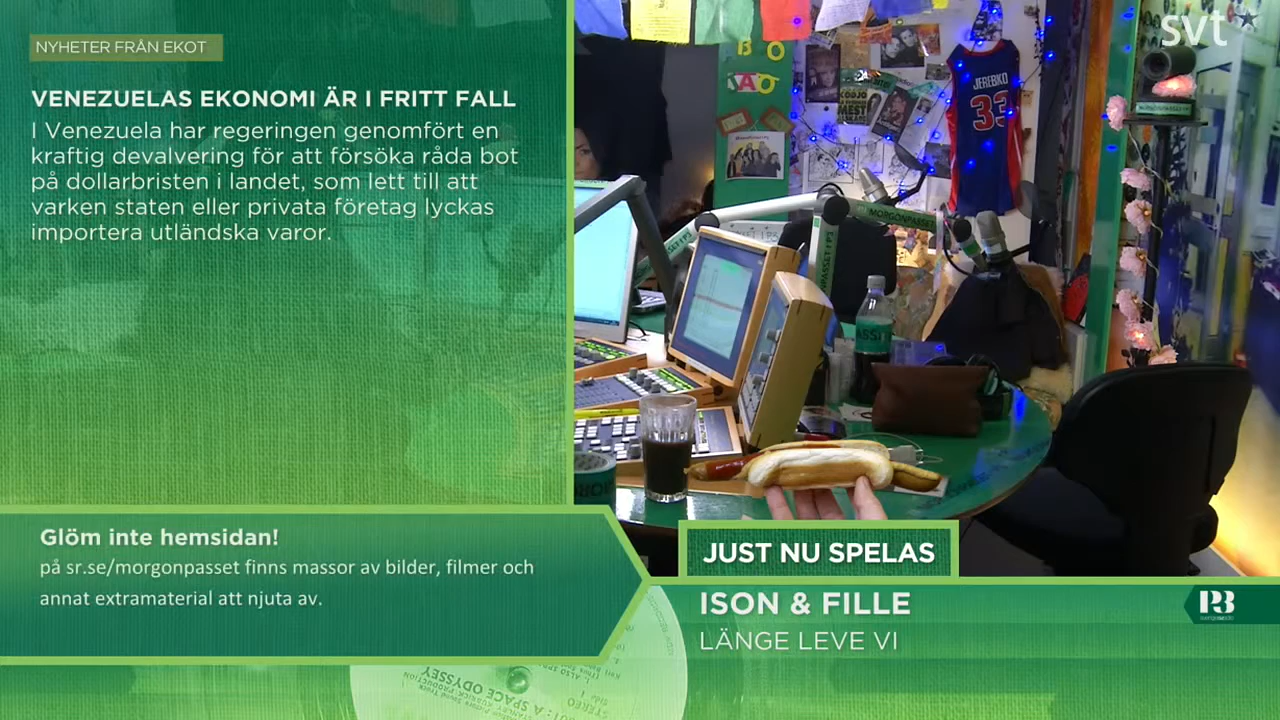 NYHETER FRÅN EKOT
VENEZUELAS EKONOMI ÄR I FRITT FALL
I Venezuela har regeringen genomfört en
kraftig devalvering för att försöka råda bot
på dollarbristen i landet, som lett till att
varken staten eller privata företag lyckas
importera utländska varor.
svt
JEREBKO
33
MORGONPASSET
Glöm inte hemsidan!
på sr.se/morgonpasset finns massor av bilder, filmer och
annat extramaterial att njuta av.
JUST NU SPELAS
ISON & FILLE
LÄNGE LEVE VI
P3
A SPACE ODYSSEY
STEREO